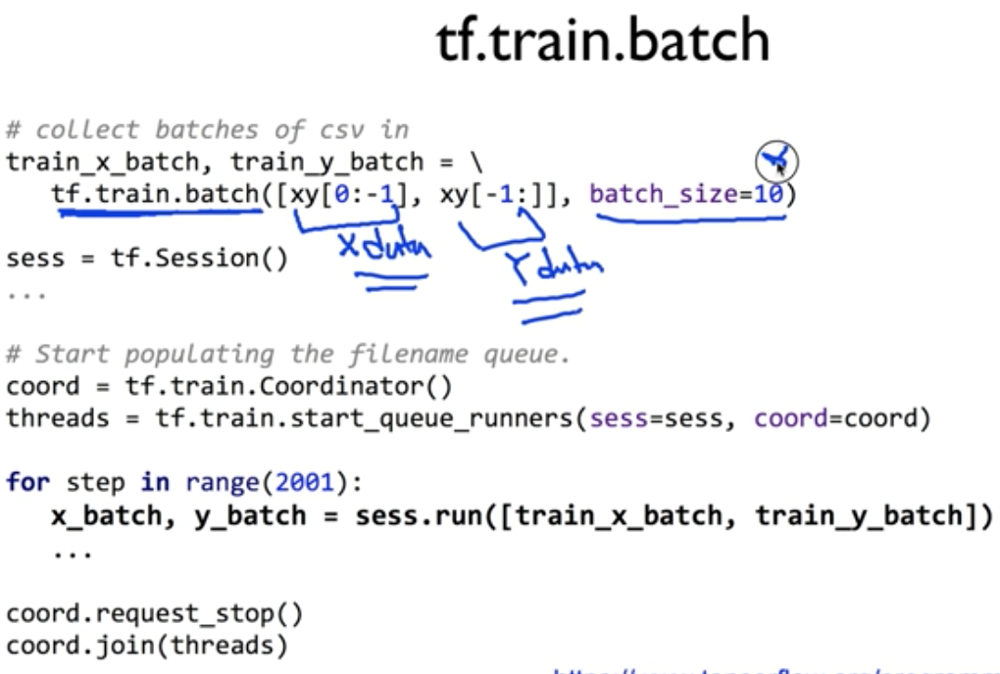 tf.train.batch
# collect batches of csv in
train_x_batch, train_y_batch = \
tf.train.batch([xy[0:-1], xy[-1:]], batch_size=10)
X data
Y data
sess = tf.Session()
...
# Start populating the filename queue.
coord = tf.train.Coordinator()
threads = tf.train.start_queue_runners(sess=sess, coord=coord)
for step in range(2001):
x_batch, y_batch = sess.run([train_x_batch, train_y_batch])
...
coord.request_stop()
coord.join(threads)